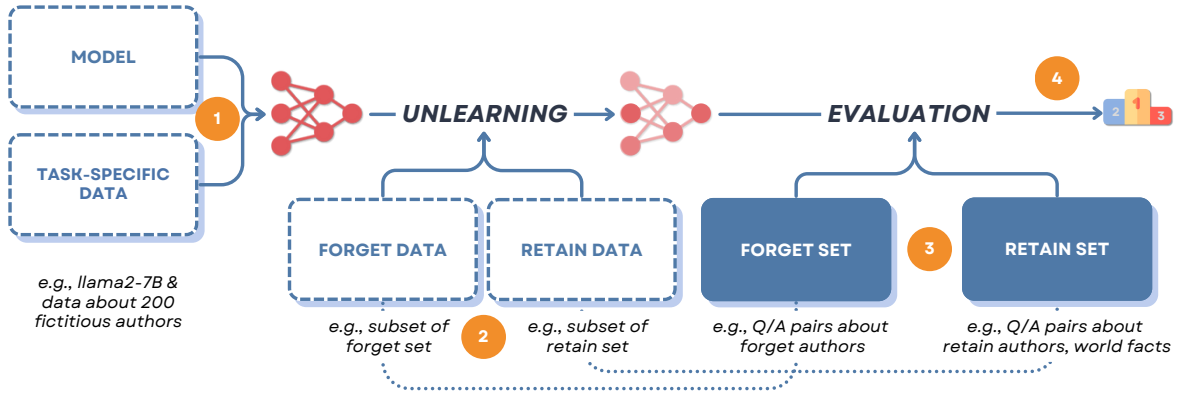 MODEL
TASK-SPECIFIC
DATA
e.g., llama2-7B &
data about 200
fictitious authors
1
UNLEARNING
FORGET DATA
RETAIN DATA
e.g., subset of
forget set
2
e.g., subset of
retain set
EVALUATION
FORGET SET
3
RETAIN SET
e.g., Q/A pairs about
forget authors
e.g., Q/A pairs about
retain authors, world facts
4
2
1
3